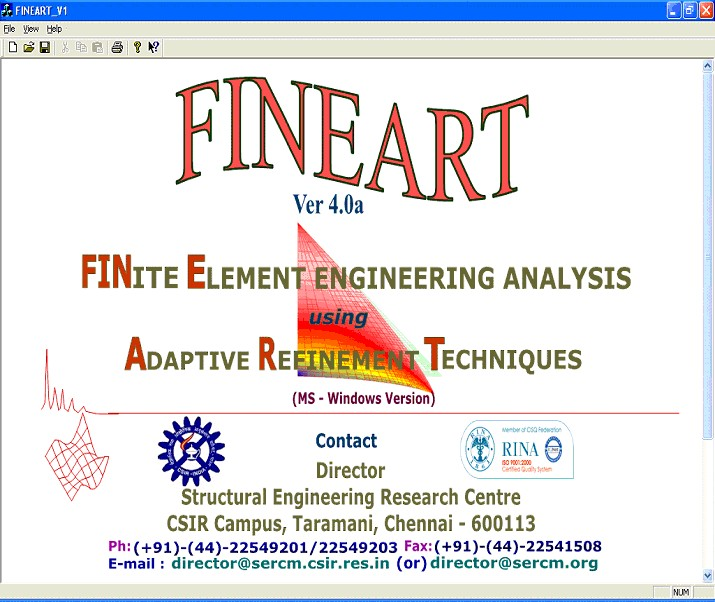 FINEART_V1
File View Help
FINEART
Ver 4.0a
FINITE ELEMENT ENGINEERING ANALYSIS
using
ADAPTIVE REFINEMENT TECHNIQUES
(MS - Windows Version)
Contact
Member of CSQ Federation
RINA
ISO 9001:2000
Certified Quality System
Director
Structural Engineering Research Centre
CSIR Campus, Taramani, Chennai - 600113
Ph: (+91)-(44)-22549201/22549203 Fax: (+91)-(44)-22541508
E-mail : director@sercm.csir.res.in (or) director@sercm.org
NUM